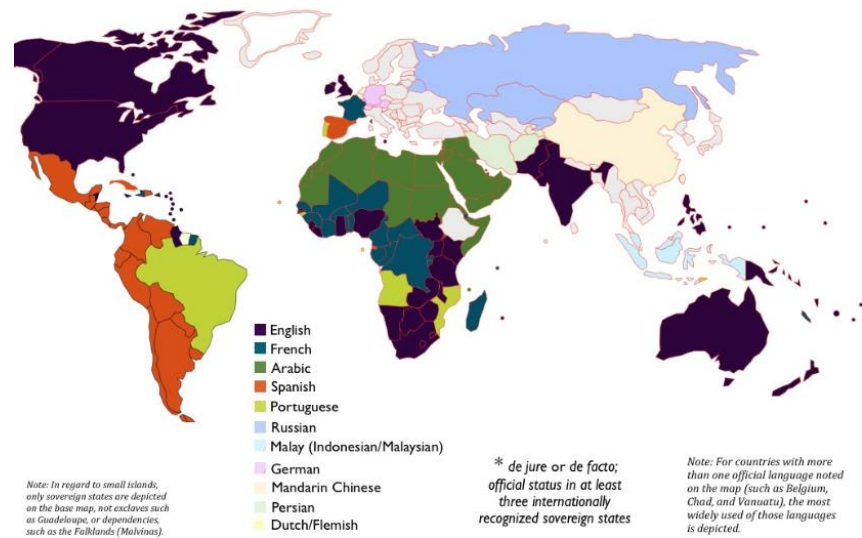 English
French
Arabic
Spanish
Portuguese
Russian
Malay (Indonesian/Malaysian)
German
Mandarin Chinese
Persian
Dutch/Flemish
Note: In regard to small islands,
only sovereign states are depicted
on the base map, not exclaves such
as Guadeloupe, or dependencies,
such as the Falklands (Malvinas).
* de jure or de facto;
official status in at least
three internationally
recognized sovereign states
Note: For countries with more
than one official language noted
on the map (such as Belgium,
Chad, and Vanuatu), the most
widely used of those languages
is depicted.